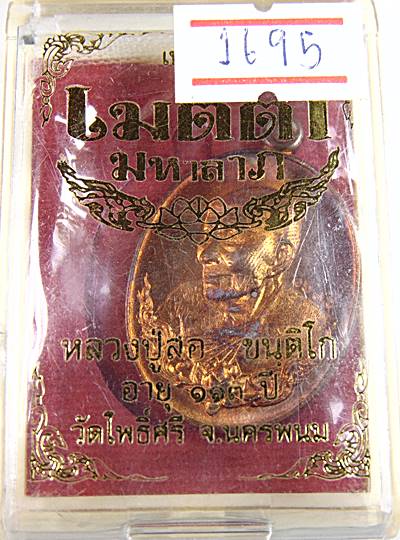 1695
เมตตา
มหาลาภ
หลวงปู่สอ ขนติโก
อายุ ๑๑๓ ปี
วัดโพธิ์ศรี จ.นครพนม